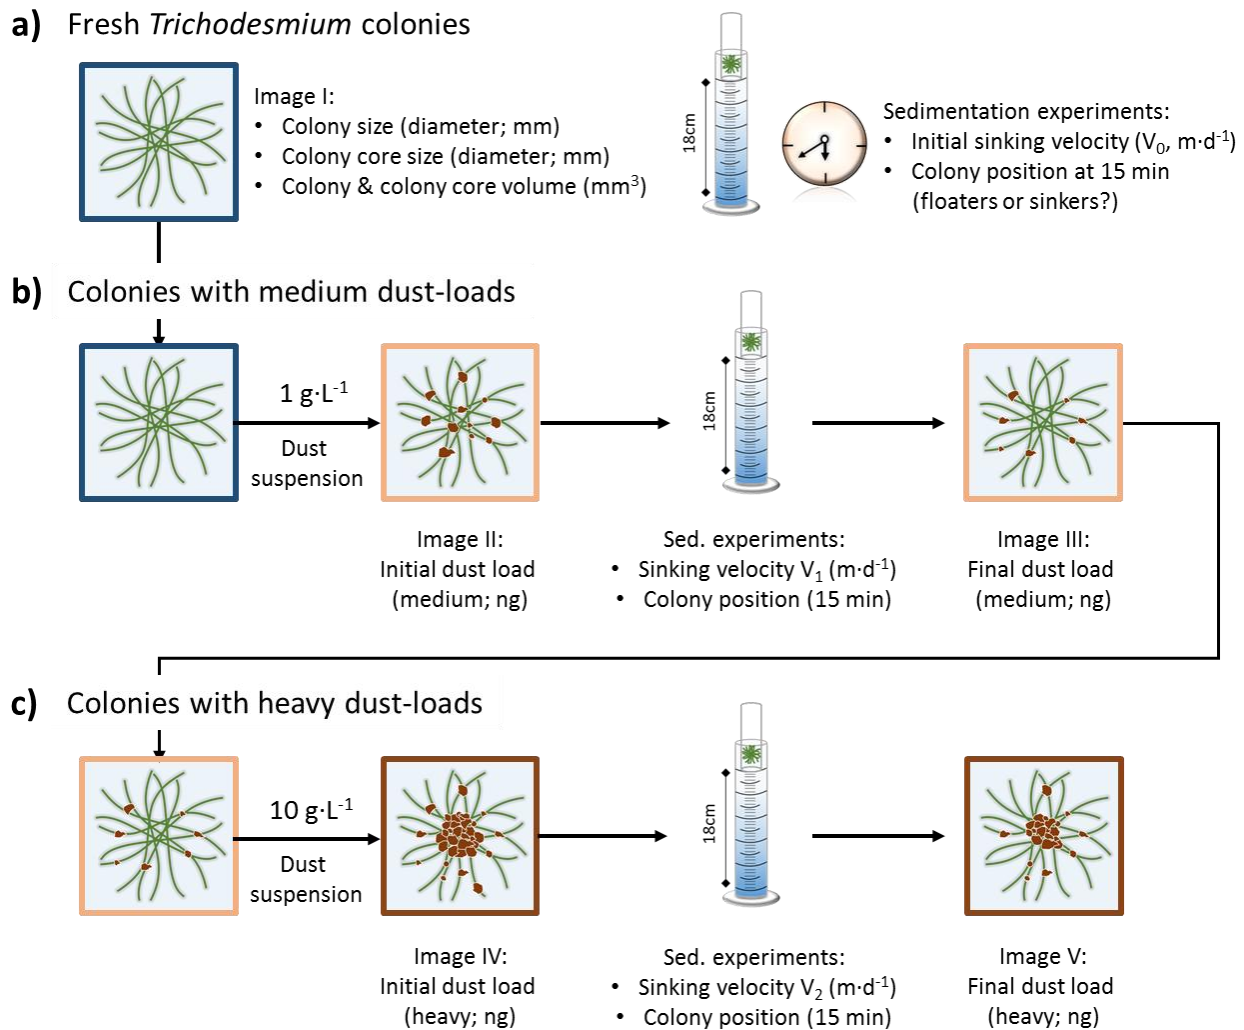 a) Fresh Trichodesmium colonies
Image I:
• Colony size (diameter; mm)
• Colony core size (diameter; mm)
• Colony & colony core volume (mm³)
18cm
Sedimentation experiments:
• Initial sinking velocity (V₀, m·d⁻¹)
• Colony position at 15 min
(floaters or sinkers?)
b) Colonies with medium dust-loads
1 g·L⁻¹
Dust
suspension
18cm
Image II:
Initial dust load
(medium; ng)
Sed. experiments:
• Sinking velocity V₁ (m·d⁻¹)
• Colony position (15 min)
Image III:
Final dust load
(medium; ng)
c) Colonies with heavy dust-loads
10 g·L⁻¹
Dust
suspension
18cm
Image IV:
Initial dust load
(heavy; ng)
Sed. experiments:
• Sinking velocity V₂ (m·d⁻¹)
• Colony position (15 min)
Image V:
Final dust load
(heavy; ng)